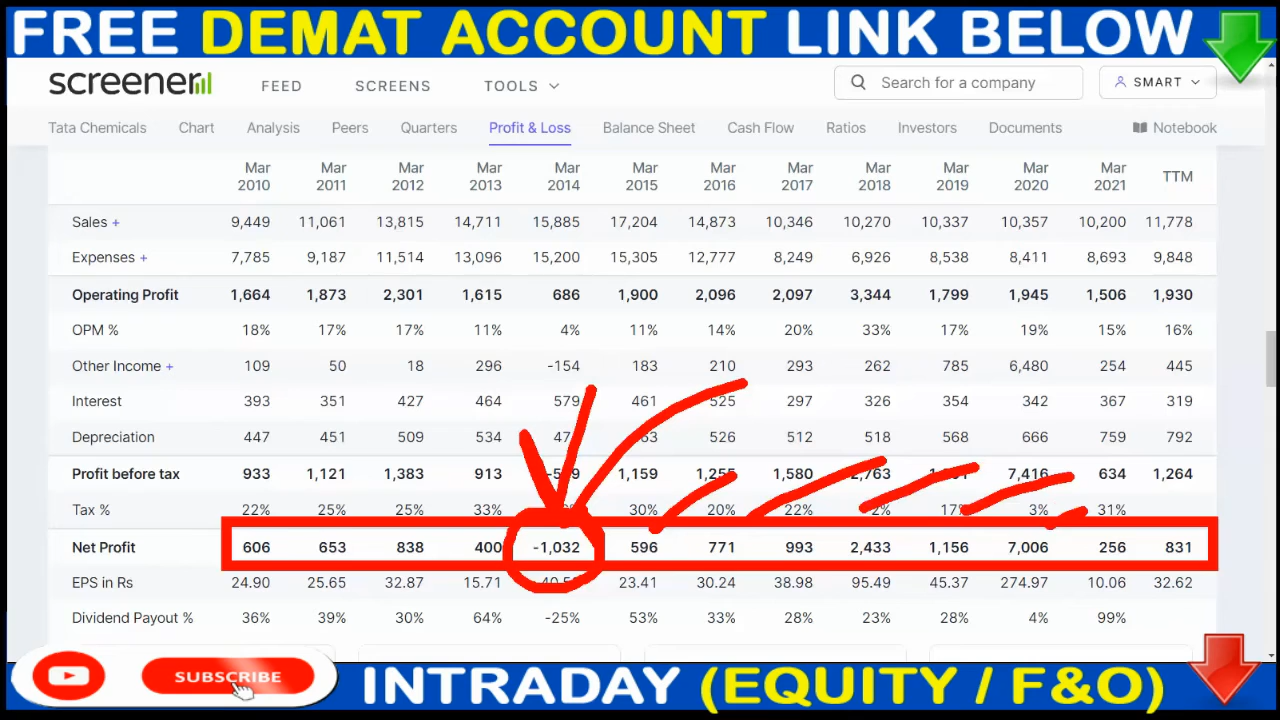 FREE DEMAT ACCOUNT LINK BELOW
screener FEED SCREENS TOOLS Search for a company SMART
Tata Chemicals Chart Analysis Peers Quarters Profit & Loss Balance Sheet Cash Flow Ratios Investors Documents Notebook
Mar Mar Mar Mar Mar Mar Mar Mar Mar Mar Mar Mar TTM
2010 2011 2012 2013 2014 2015 2016 2017 2018 2019 2020 2021
Sales + 9,449 11,061 13,815 14,711 15,885 17,204 14,873 10,346 10,270 10,337 10,357 10,200 11,778
Expenses + 7,785 9,187 11,514 13,096 15,200 15,305 12,777 8,249 6,926 8,538 8,411 8,693 9,848
Operating Profit 1,664 1,873 2,301 1,615 686 1,900 2,096 2,097 3,344 1,799 1,945 1,506 1,930
OPM % 18% 17% 17% 11% 4% 11% 14% 20% 33% 17% 19% 15% 16%
Other Income + 109 50 18 296 -154 183 210 293 262 785 6,480 254 445
Interest 393 351 427 464 579 461 525 297 326 354 342 367 319
Depreciation 447 451 509 534 526 512 518 568 666 759 792
Profit before tax 933 1,121 1,383 913 1,159 1,255 1,580 2,763 7,416 634 1,264
Tax % 22% 25% 25% 33% 30% 20% 22% 17% 3% 31%
Net Profit 606 653 838 400 -1,032 596 771 993 2,433 1,156 7,006 256 831
EPS in Rs 24.90 25.65 32.87 15.71 23.41 30.24 38.98 95.49 45.37 274.97 10.06 32.62
Dividend Payout % 36% 39% 30% 64% -25% 53% 33% 28% 23% 28% 4% 99%
SUBSCRIBE INTRADAY (EQUITY / F&O)